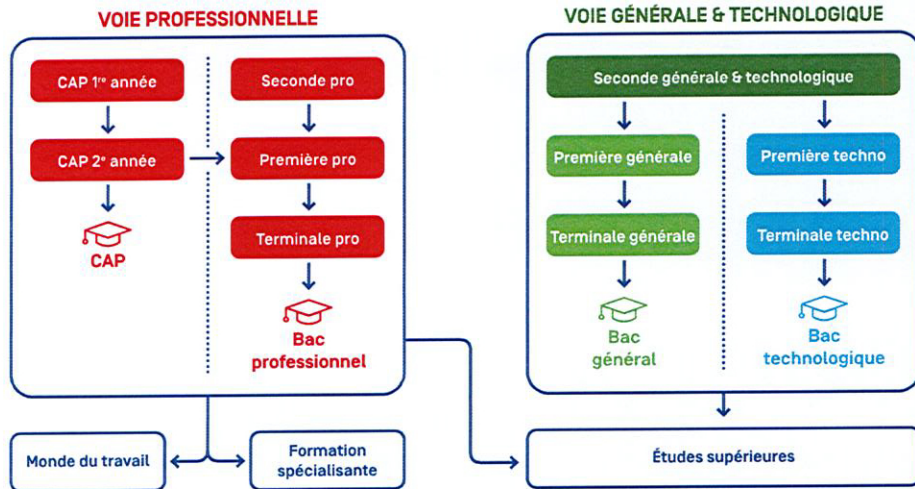 VOIE PROFESSIONNELLE
CAP 1re année
CAP 2e année
CAP
Seconde pro
Première pro
Terminale pro
Bac
professionnel
Monde du travail
Formation
spécialisante
VOIE GÉNÉRALE & TECHNOLOGIQUE
Seconde générale & technologique
Première générale
Terminale générale
Bac
général
Première techno
Terminale techno
Bac
technologique
Études supérieures